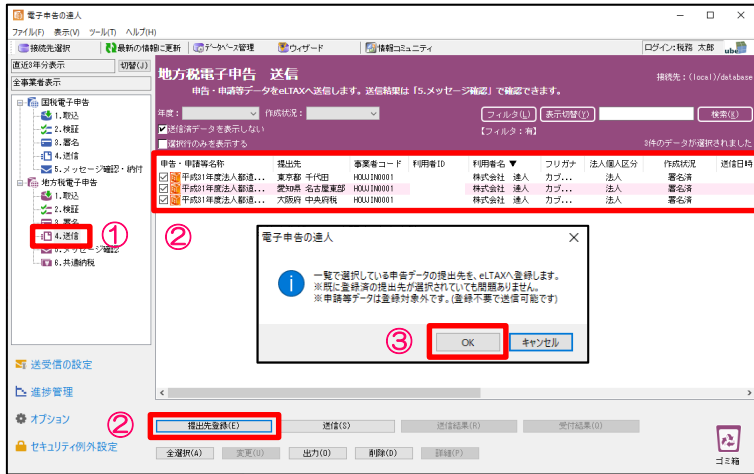 電子申告の達人
ファイル(F) 表示(V) ツール(T) ヘルプ(H)
接続先選択 最新の情報に更新 データベース管理 ウィザード 情報コミュニティ ログイン:税務 太郎
直近3年分表示 切替(J)
全事業者表示
国税電子申告
1.取込
2.検証
3.署名
4.送信
5.メッセージ確認・納付
地方税電子申告
1.取込
2.検証
3.署名
4.送信
5.メッセージ確認
6.共通納税
①
送受信の設定
進捗管理
オプション
セキュリティ例外設定
地方税電子申告 送信
接続先:(local)/database
申告・申請等データをeLTAXへ送信します。送信結果は「5.メッセージ確認」で確認できます。
年度: 作成状況: フィルタ(L) 表示切替(Y) 検索(K)
送信済データを表示しない 【フィルタ:有】
選択行のみを表示する 3件のデータが選択されました
申告・申請等名称 提出先 事業者コード 利用者ID 利用者名 ▼ フリガナ 法人個人区分 作成状況 送信日時
平成31年度法人都道... 東京都 千代田 HOUJIN0001 株式会社 達人 カブ... 法人 署名済
平成31年度法人都道... 愛知県 名古屋東部 HOUJIN0001 株式会社 達人 カブ... 法人 署名済
平成31年度法人都道... 大阪府 中央府税 HOUJIN0001 株式会社 達人 カブ... 法人 署名済
②
電子申告の達人
一覧で選択している申告データの提出先を、eLTAXへ登録します。
※既に登録済の提出先が選択されていても問題ありません。
※申請等データは登録対象外です。(登録不要で送信可能です)
③
OK キャンセル
②
提出先登録(E) 送信(S) 送信結果(R) 受付結果(Q)
全選択(A) 変更(U) 出力(O) 削除(D) 詳細(P)
ゴミ箱